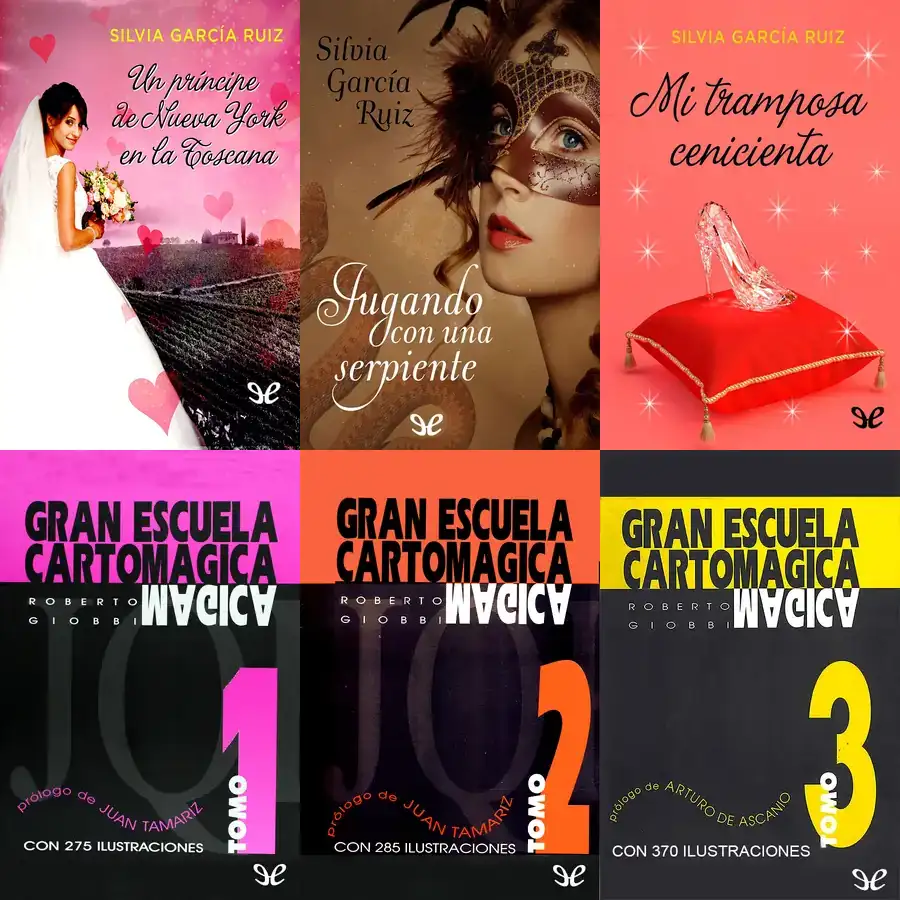 SILVIA GARCÍA RUIZ
Un príncipe
de Nueva York
en la Toscana
Silvia
García
Ruiz
Jugando
con una
serpiente
SILVIA GARCÍA RUIZ
Mi tramposa
cenicienta
GRAN ESCUELA
CARTOMAGICA
MAGICA
ROBERTO
GIOBBI
JQ
1
TOMO
prólogo de JUAN TAMARIZ
CON 275 ILUSTRACIONES
GRAN ESCUELA
CARTOMAGICA
MAGICA
ROBERTO
GIOBBI
JQ
2
TOMO
prólogo de JUAN TAMARIZ
CON 285 ILUSTRACIONES
GRAN ESCUELA
CARTOMAGICA
MAGICA
ROBERTO
GIOBBI
3
TOMO
prólogo de ARTURO DE ASCANIO
CON 370 ILUSTRACIONES